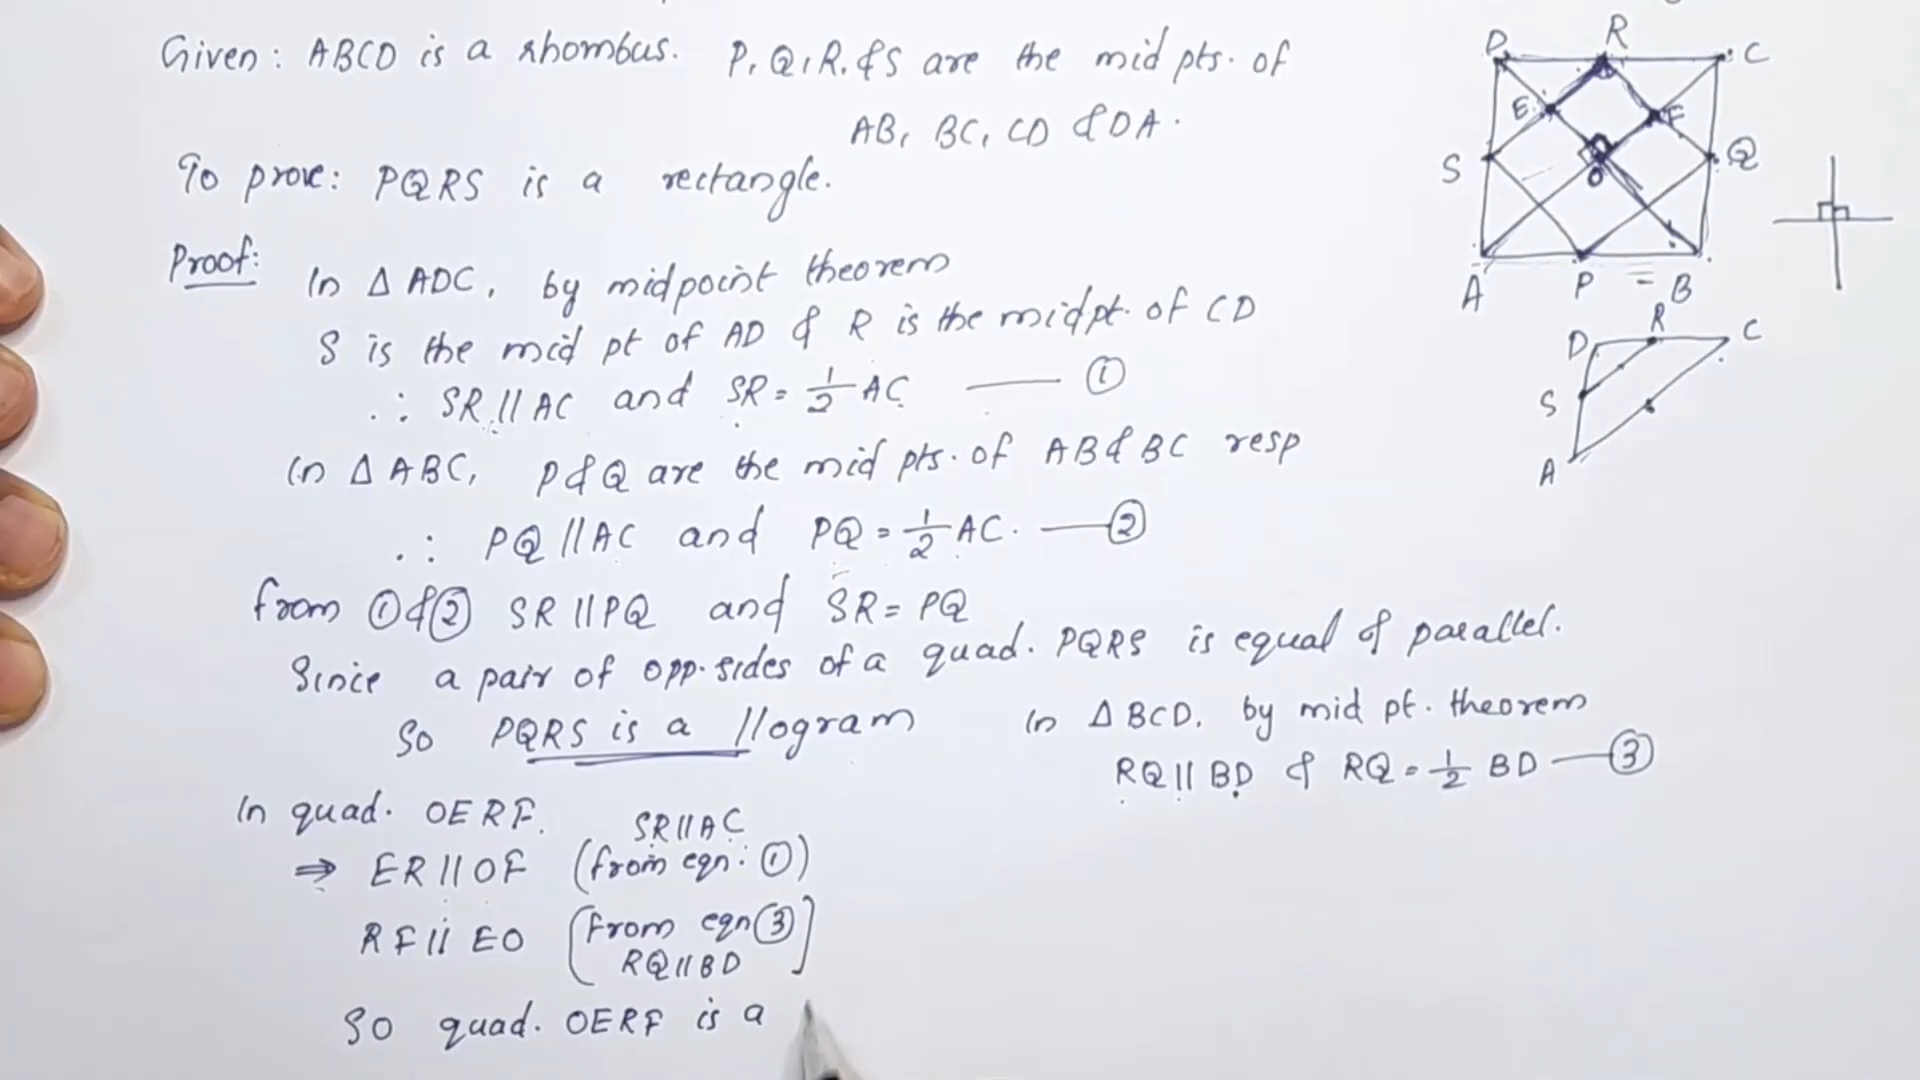 Given: ABCD is a rhombus. P, Q, R, & S are the mid pts. of
AB, BC, CD & DA.
To prove: PQRS is a rectangle.
Proof: In △ ADC, by midpoint theorem
S is the mid pt of AD & R is the midpt. of CD
∴ SR || AC and SR = 1/2 AC ①
In △ ABC, P & Q are the mid pts. of AB & BC resp
∴ PQ || AC and PQ = 1/2 AC. ②
from ① & ② SR || PQ and SR = PQ
Since a pair of opp. sides of a quad. PQRS is equal & parallel.
So PQRS is a ||ogram
In △ BCD, by mid pt. theorem
RQ || BD & RQ = 1/2 BD ③
In quad. OERF.
SR || AC
⇒ ER || OF (from eqn: ①)
RF || EO [from eqn ③
RQ || BD]
So quad. OERF is a
D R C
E F
S O Q
A P B
D R C
S
A